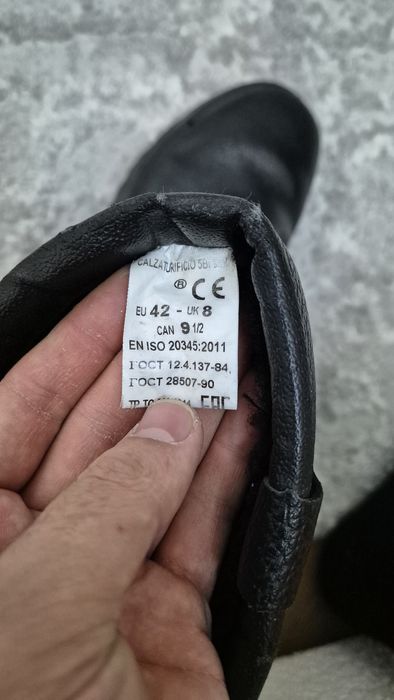 CALZATURIFICIO
® CE
EU 42 - UK 8
CAN 9 1/2
EN ISO 20345:2011
ГОСТ 12.4.137-84,
ГОСТ 28507-90
ТР ТС EAC